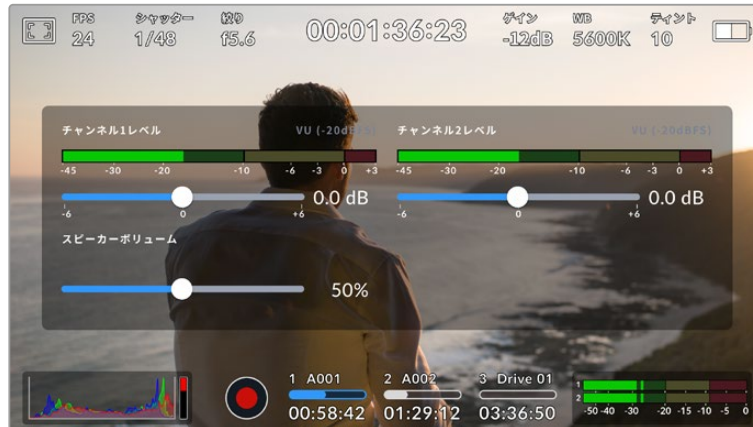 FPS シャッター 絞り ゲイン WB ティント
24 1/48 f5.6 00:01:36:23 -12dB 5600K 10
チャンネル1レベル VU (-20dBFS) チャンネル2レベル VU (-20dBFS)
-45 -30 -20 -10 -6 -3 0 +3 -45 -30 -20 -10 -6 -3 0 +3
0.0 dB 0.0 dB
-6 0 +6 -6 0 +6
スピーカーボリューム
50%
1 A001 2 A002 3 Drive 01
00:58:42 01:29:12 03:36:50
1
2
-50 -40 -30 -20 -15 -10 -5 0